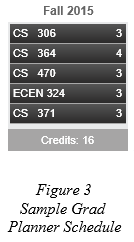 Fall 2015
CS 306 3
CS 364 4
CS 470 3
ECEN 324 3
CS 371 3
Credits: 16
Figure 3
Sample Grad
Planner Schedule